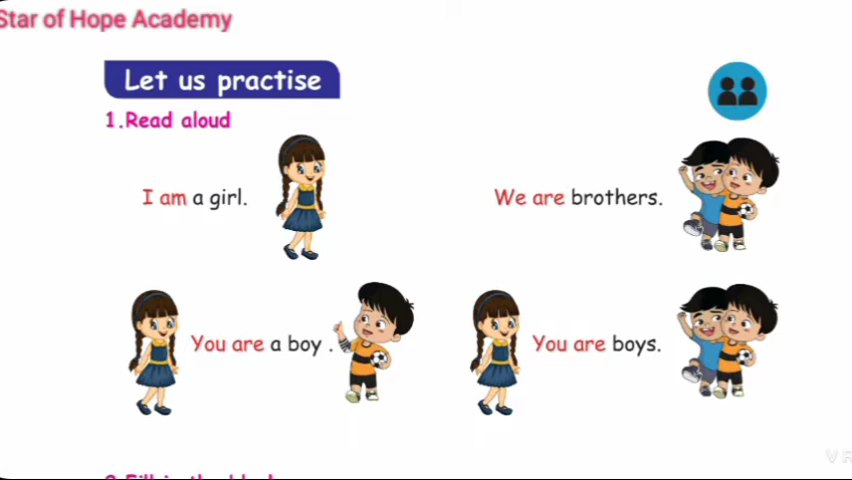 Star of Hope Academy
Let us practise
1.Read aloud
I am a girl.
We are brothers.
You are a boy .
You are boys.